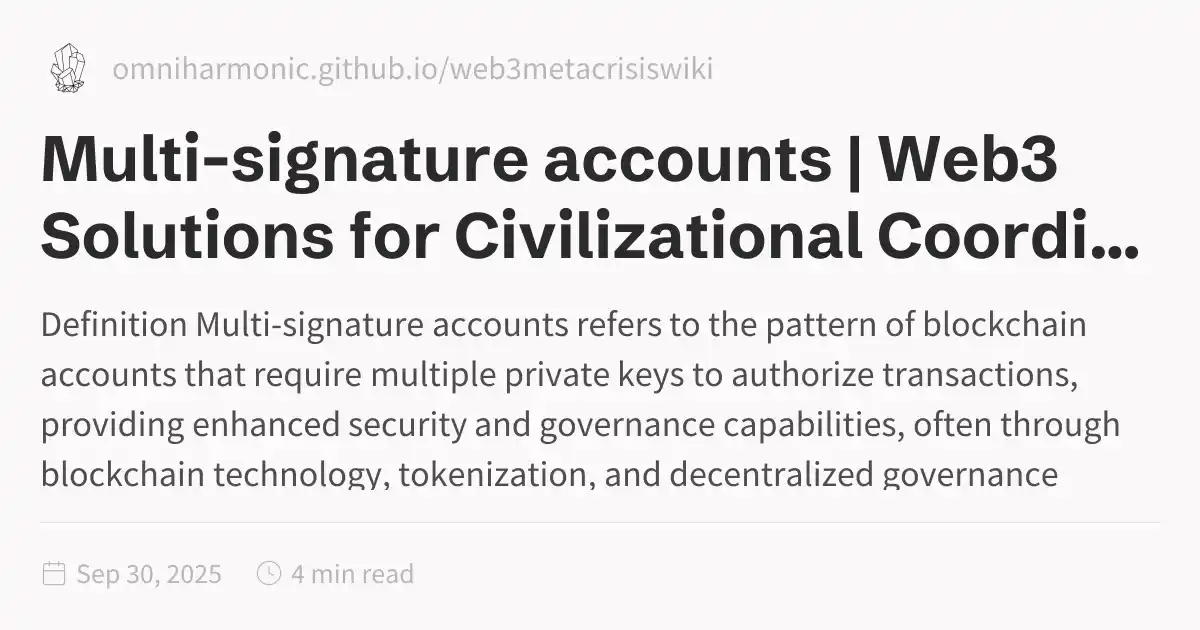 omniharmonic.github.io/web3metacrisiswiki
Multi-signature accounts | Web3
Solutions for Civilizational Coordi...
Definition Multi-signature accounts refers to the pattern of blockchain
accounts that require multiple private keys to authorize transactions,
providing enhanced security and governance capabilities, often through
blockchain technology, tokenization, and decentralized governance
Sep 30, 2025 4 min read